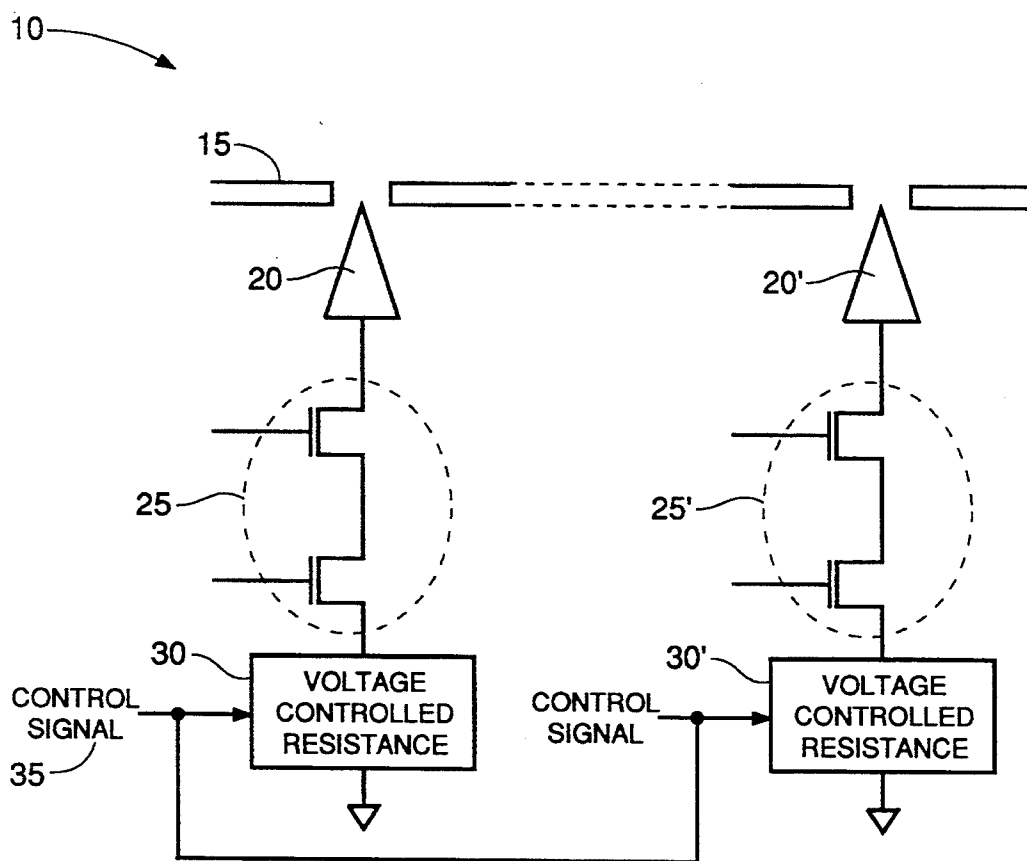 10
15
20
20'
25
25'
30
30'
CONTROL
SIGNAL
35
VOLTAGE
CONTROLLED
RESISTANCE
CONTROL
SIGNAL
VOLTAGE
CONTROLLED
RESISTANCE